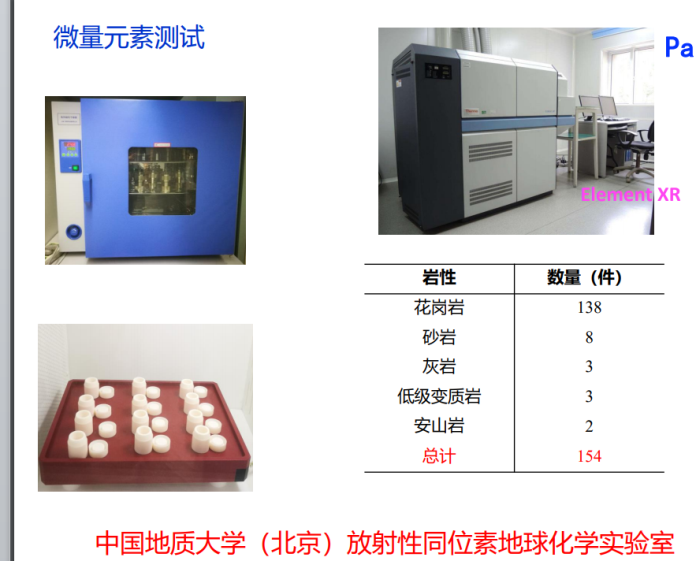 微量元素测试
Pa
Element XR
岩性 数量（件）
花岗岩 138
砂岩 8
灰岩 3
低级变质岩 3
安山岩 2
总计 154
中国地质大学（北京）放射性同位素地球化学实验室